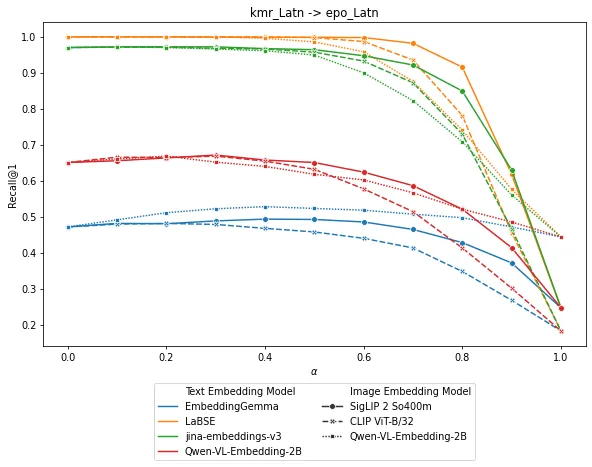 kmr_Latn -> epo_Latn
Recall@1
1.0
0.9
0.8
0.7
0.6
0.5
0.4
0.3
0.2
0.0 0.2 0.4 0.6 0.8 1.0
α
Text Embedding Model Image Embedding Model
EmbeddingGemma SigLIP 2 So400m
LaBSE CLIP ViT-B/32
jina-embeddings-v3 Qwen-VL-Embedding-2B
Qwen-VL-Embedding-2B